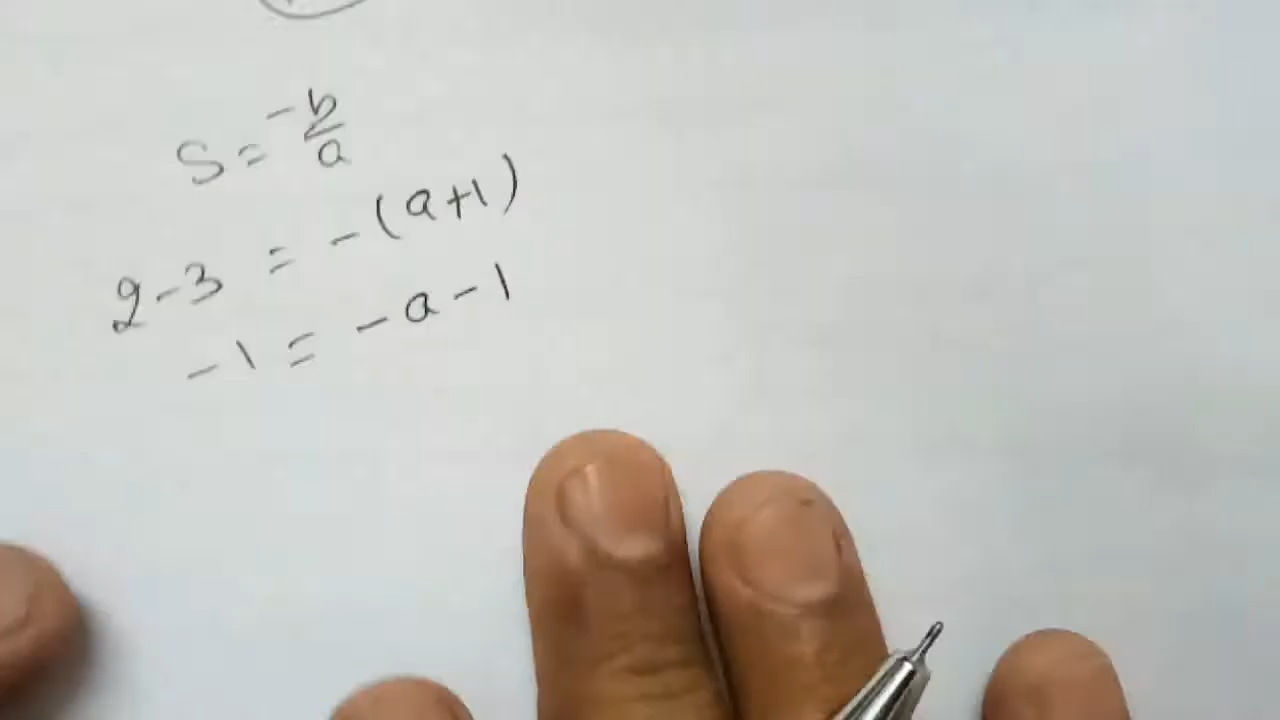 S = -b/a
2-3 = -(a+1)
-1 = -a-1